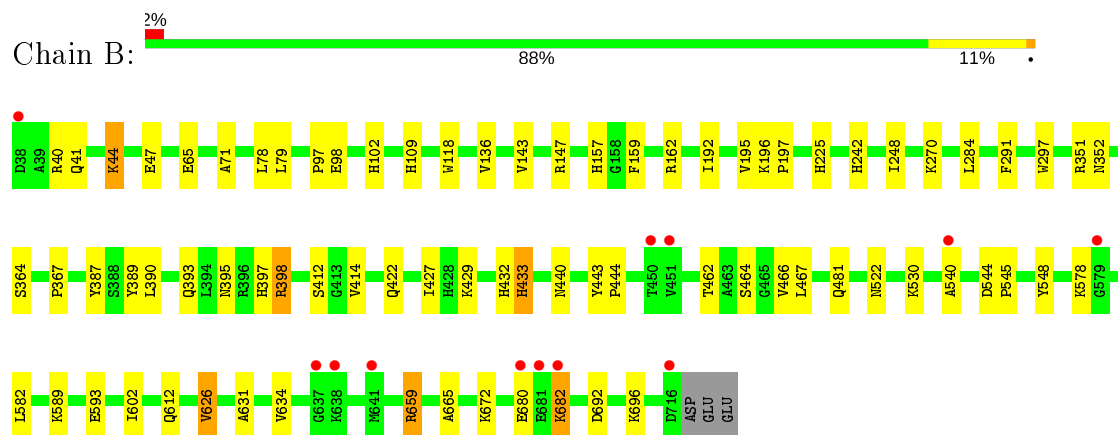 2%
Chain B:
88% 11% •
D38 A39 R40 Q41 K44 E47 E65 A71 L78 L79 P97 E98 H102 H109 W118 V136 V143 R147 H157 G158 F159 R162 I192 V195 K196 P197 H225 H242 I248 K270 L284 F291 W297 R351 N352
S364 P367 Y387 S388 Y389 L390 Q393 L394 N395 R396 H397 R398 S412 G413 V414 Q422 I427 H428 K429 H432 H433 N440 Y443 P444 T450 V451 T462 A463 S464 G465 V466 L467 Q481 N522 K530 A540 D544 P545 Y548 K578 G579
L582 K589 E593 I602 Q612 V626 A631 V634 G637 K638 M641 R659 A665 K672 E680 E681 K682 D692 K696 D716 ASP GLU GLU